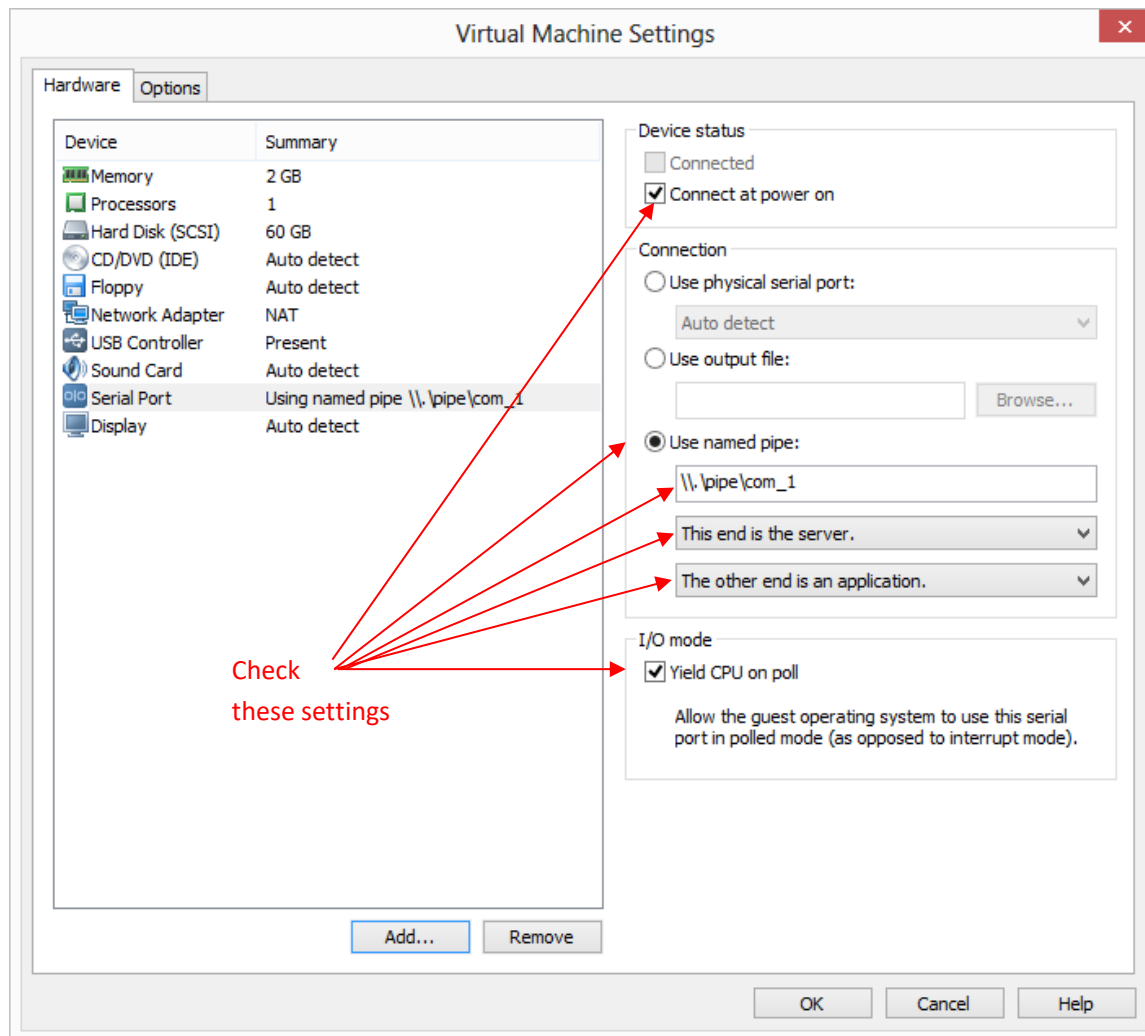 Virtual Machine Settings
Hardware
Options
Device Summary
Memory 2 GB
Processors 1
Hard Disk (SCSI) 60 GB
CD/DVD (IDE) Auto detect
Floppy Auto detect
Network Adapter NAT
USB Controller Present
Sound Card Auto detect
Serial Port Using named pipe \\.\pipe\com_1
Display Auto detect
Add...
Remove
Device status
Connected
Connect at power on
Connection
Use physical serial port:
Auto detect
Use output file:
Browse...
Use named pipe:
\\.\pipe\com_1
This end is the server.
The other end is an application.
I/O mode
Yield CPU on poll
Allow the guest operating system to use this serial
port in polled mode (as opposed to interrupt mode).
Check
these settings
OK
Cancel
Help